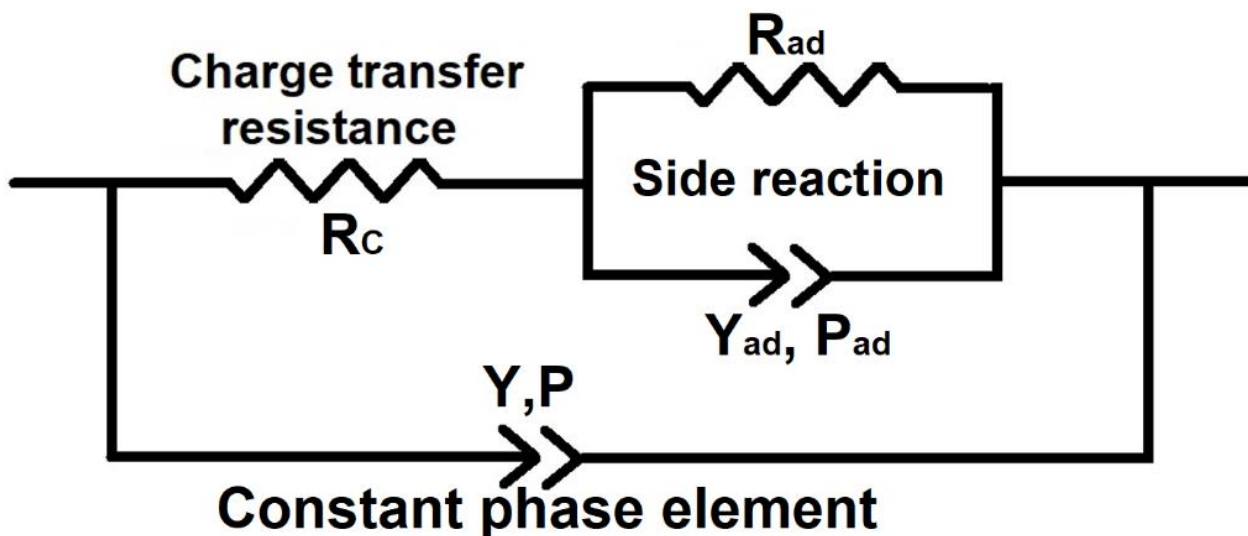 Rad
Charge transfer
resistance
Side reaction
RC
Yad, Pad
Y,P
Constant phase element